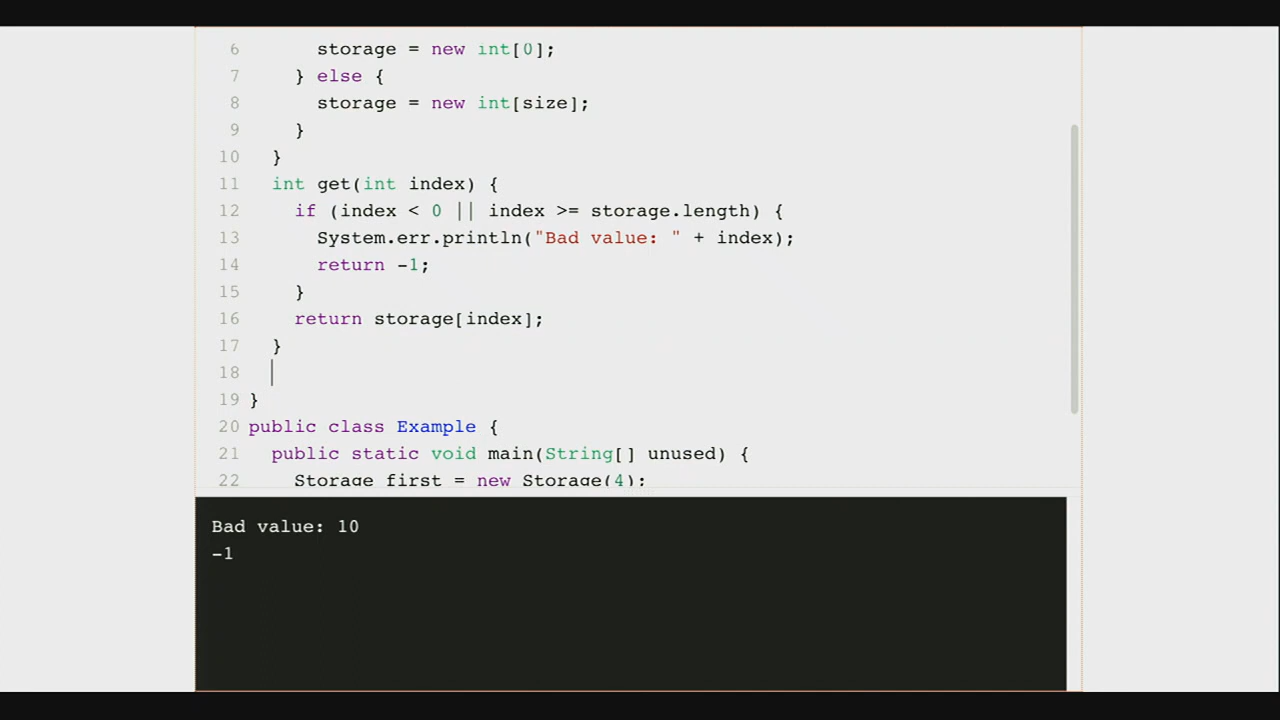 6 storage = new int[0];
7 } else {
8 storage = new int[size];
9 }
10 }
11 int get(int index) {
12 if (index < 0 || index >= storage.length) {
13 System.err.println("Bad value: " + index);
14 return -1;
15 }
16 return storage[index];
17 }
18
19 }
20 public class Example {
21 public static void main(String[] unused) {
22 Storage first = new Storage(4);
Bad value: 10
-1